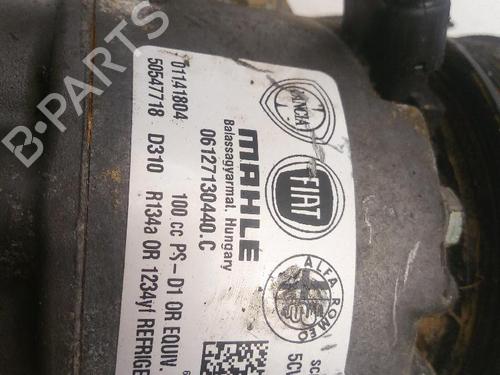 B-PARTS
LANCIA
FIAT
ALFA ROMEO
MAHLE
Balassagyarmat. Hungary
06127130440.C
01141804
50547718 D310
100 cc PS-D1 OR EQUIV.
R134a OR 1234yf